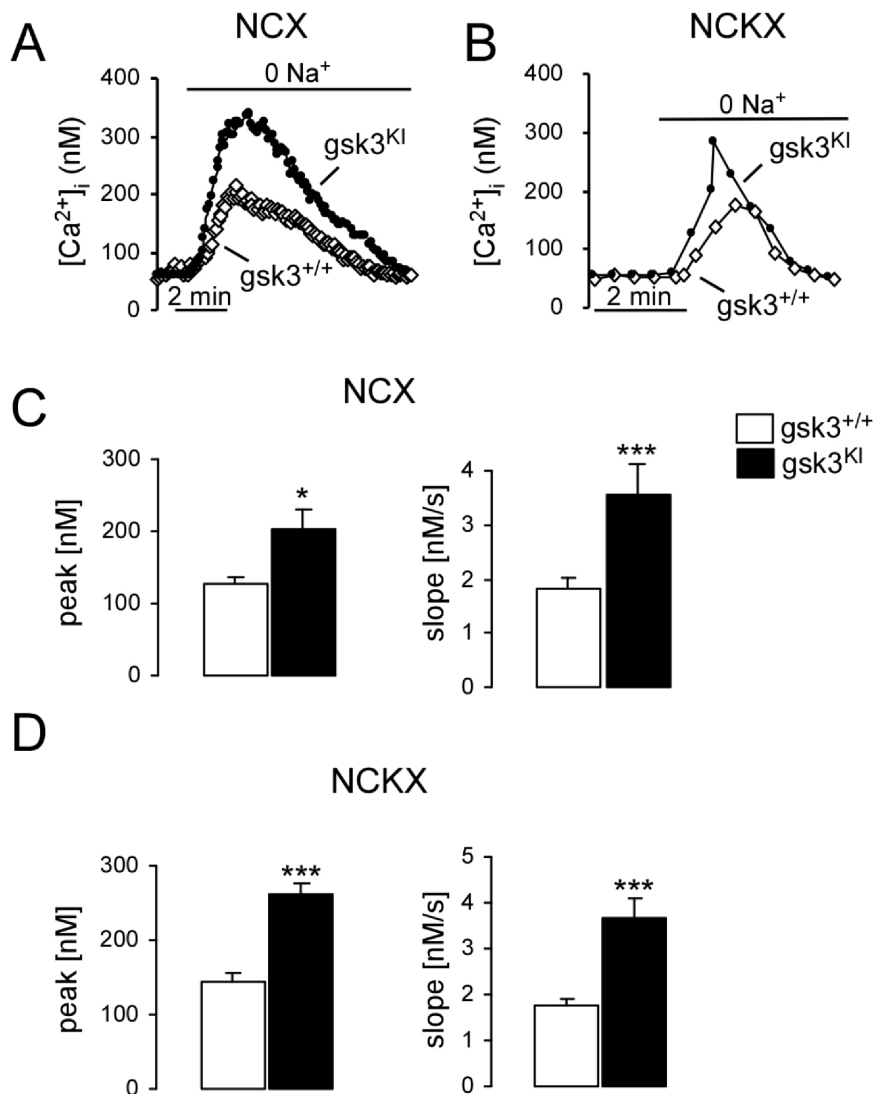 A
NCX
0 Na+
400
300
200
100
0
[Ca2+]i (nM)
gsk3KI
gsk3+/+
2 min
B
NCKX
0 Na+
400
300
200
100
0
[Ca2+]i (nM)
gsk3KI
gsk3+/+
2 min
C
NCX
gsk3+/+
gsk3KI
300
200
100
0
peak [nM]
*
4
3
2
1
0
slope [nM/s]
***
D
NCKX
300
200
100
0
peak [nM]
***
5
4
3
2
1
0
slope [nM/s]
***